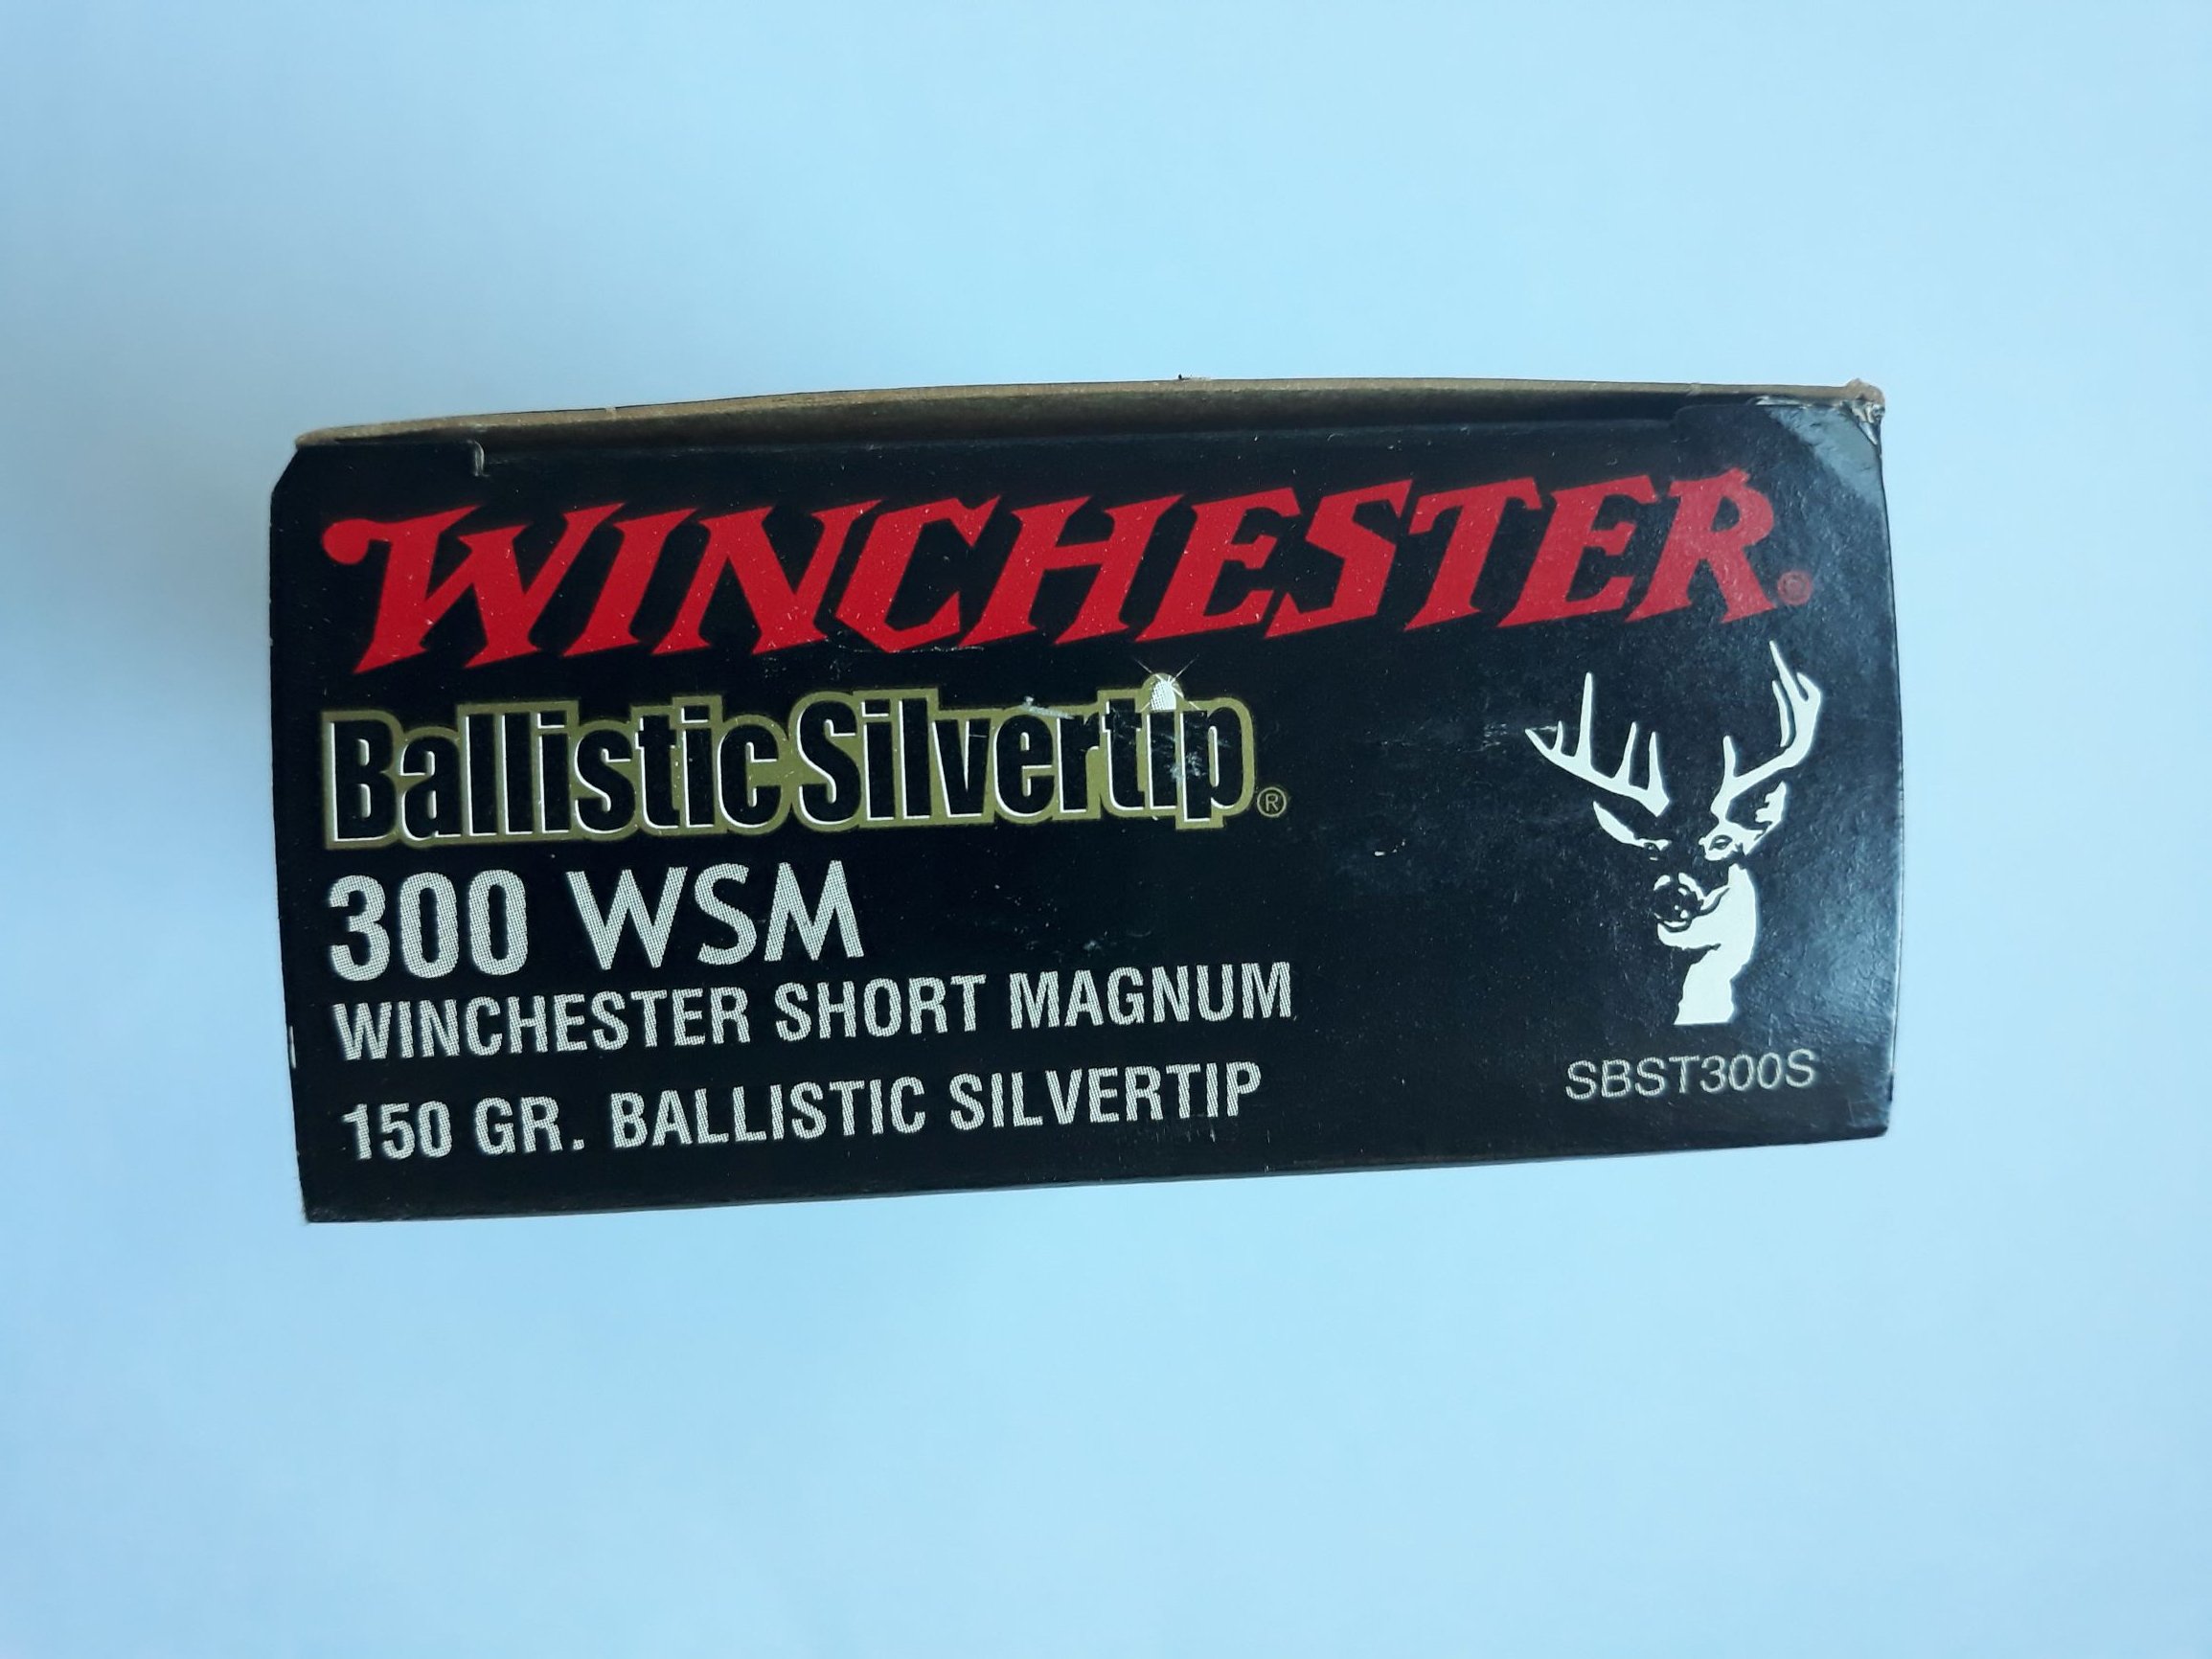 WINCHESTER®
Ballistic Silvertip®
300 WSM
WINCHESTER SHORT MAGNUM
150 GR. BALLISTIC SILVERTIP
SBST300S